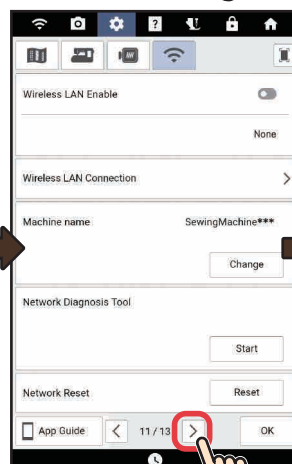 Wireless LAN Enable
None
Wireless LAN Connection
Machine name SewingMachine***
Change
Network Diagnosis Tool
Start
Network Reset Reset
App Guide 11 / 13 OK